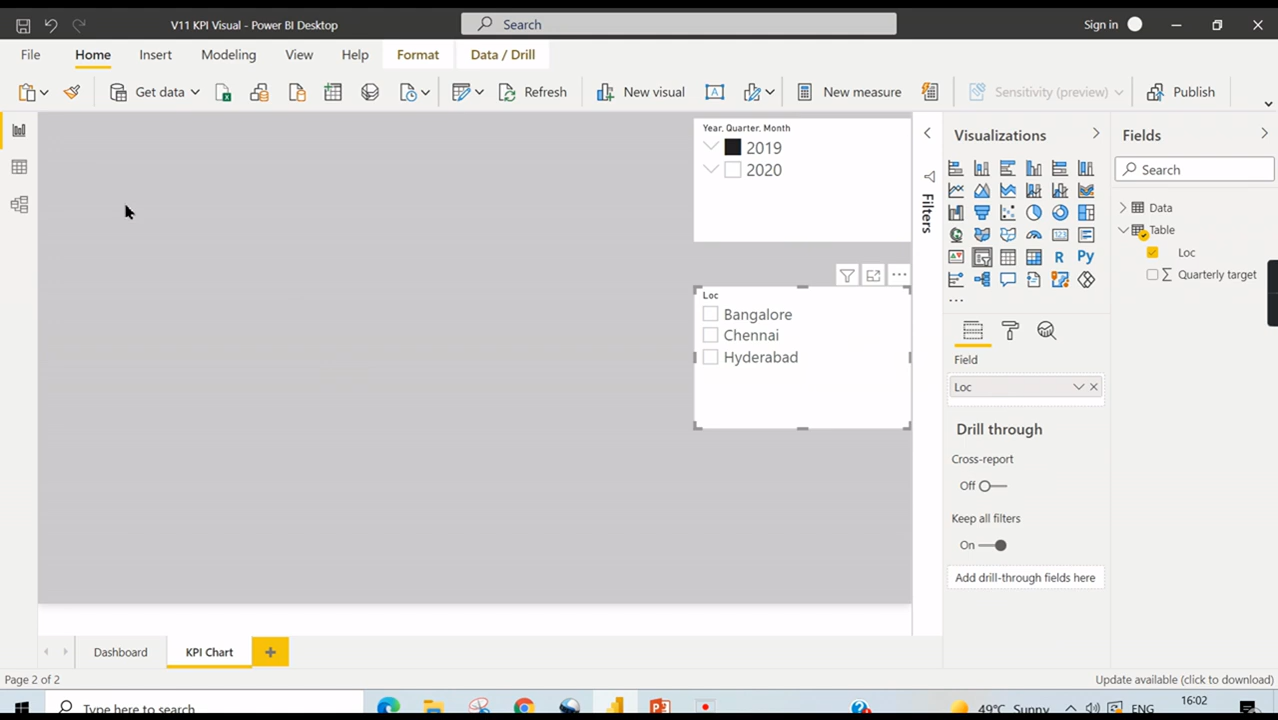 V11 KPI Visual - Power BI Desktop
Search
Sign in
File
Home
Insert
Modeling
View
Help
Format
Data / Drill
Get data
Refresh
New visual
New measure
Sensitivity (preview)
Publish
Year, Quarter, Month
2019
2020
Loc
Bangalore
Chennai
Hyderabad
Filters
Visualizations
R
Py
Field
Loc
Drill through
Cross-report
Off
Keep all filters
On
Add drill-through fields here
Fields
Search
Data
Table
Loc
Σ Quarterly target
Dashboard
KPI Chart
Page 2 of 2
Update available (click to download)
Type here to search
49°C Sunny
ENG
16:02